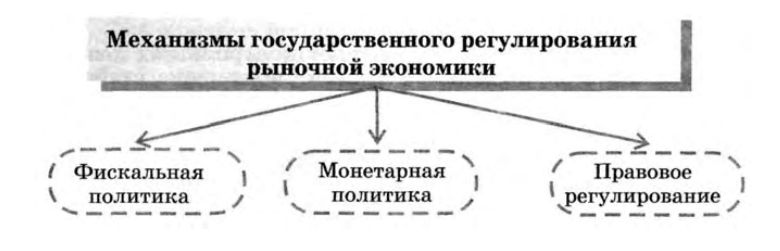 Механизмы государственного регулирования
рыночной экономики
Фискальная
политика
Монетарная
политика
Правовое
регулирование